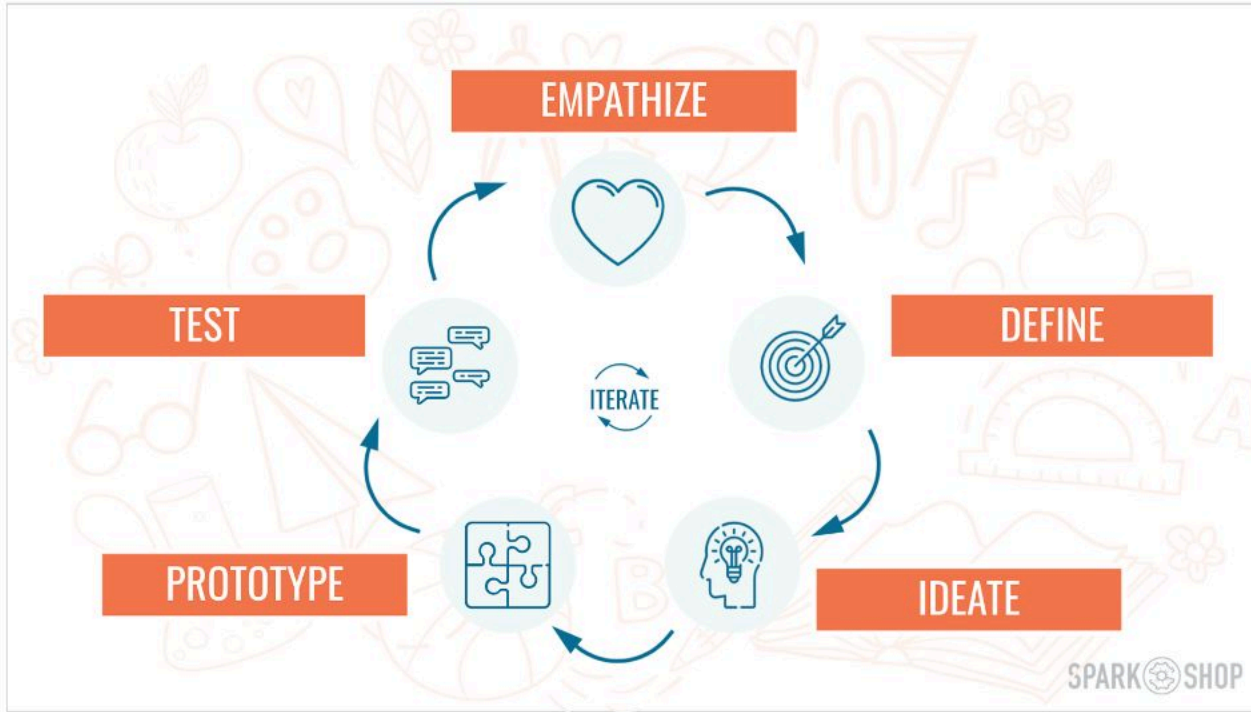 EMPATHIZE
TEST
DEFINE
ITERATE
PROTOTYPE
IDEATE
B
A
SPARK SHOP